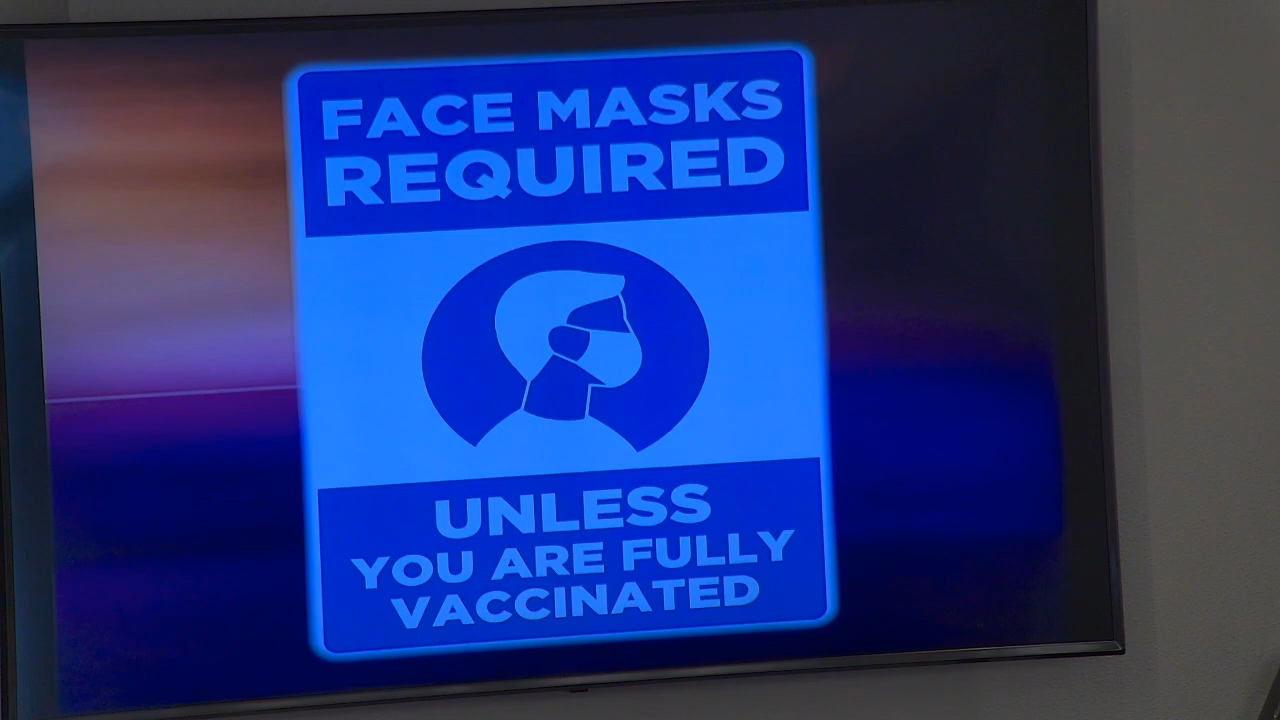 FACE MASKS
REQUIRED
UNLESS
YOU ARE FULLY
VACCINATED